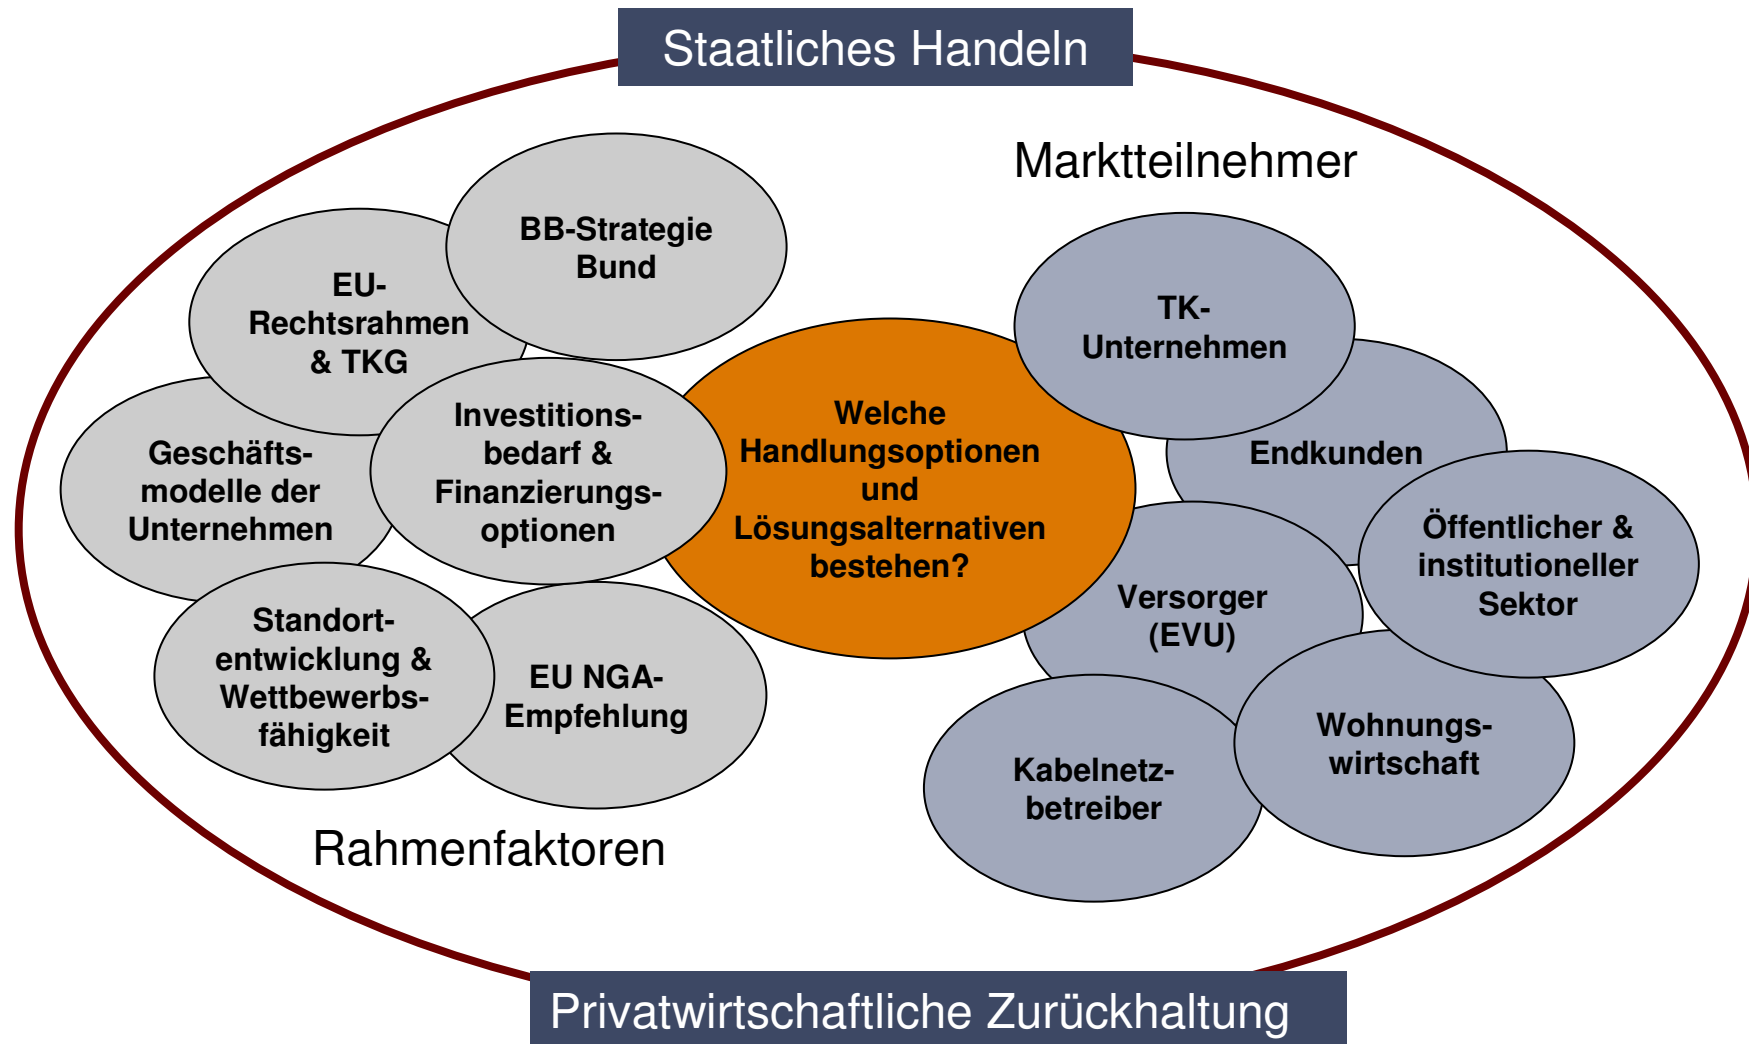 Staatliches Handeln
Marktteilnehmer
BB-Strategie
Bund
EU-
Rechtsrahmen
& TKG
Geschäfts-
modelle der
Unternehmen
Investitions-
bedarf &
Finanzierungs-
optionen
Standort-
entwicklung &
Wettbewerbs-
fähigkeit
EU NGA-
Empfehlung
Rahmenfaktoren
Welche
Handlungsoptionen
und
Lösungsalternativen
bestehen?
TK-
Unternehmen
Endkunden
Öffentlicher &
institutioneller
Sektor
Versorger
(EVU)
Wohnungs-
wirtschaft
Kabelnetz-
betreiber
Privatwirtschaftliche Zurückhaltung